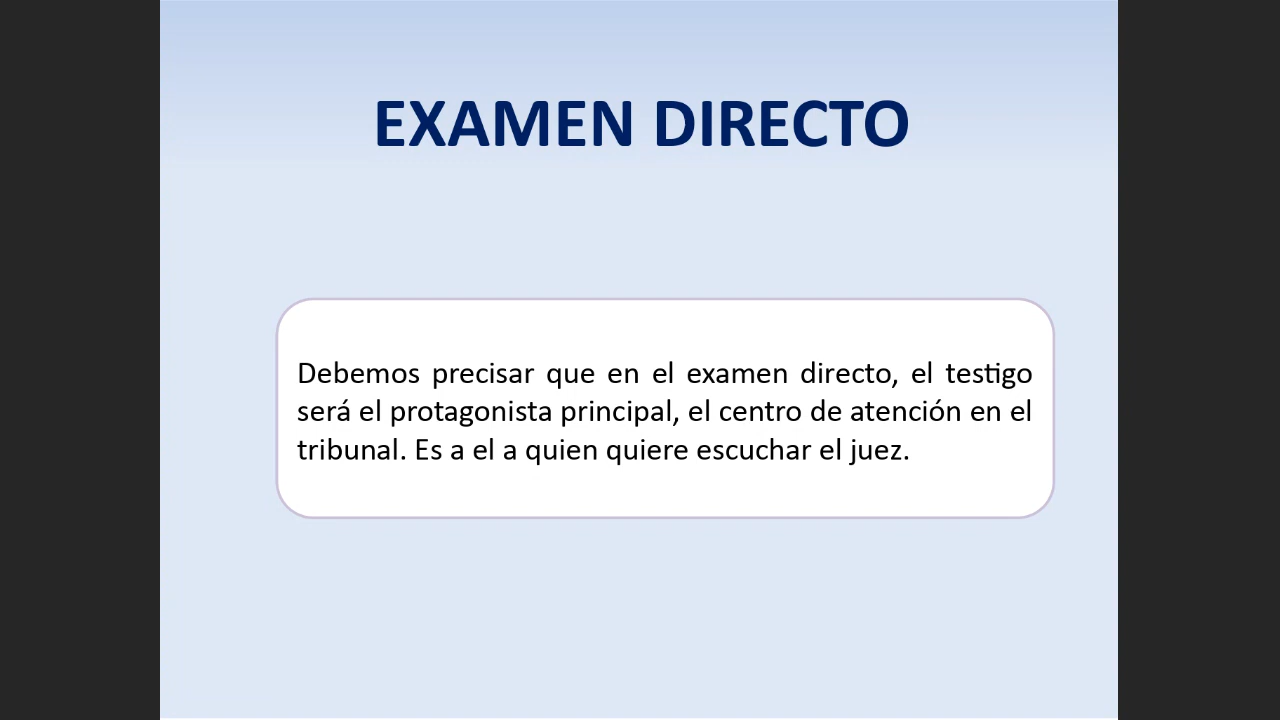 EXAMEN DIRECTO
Debemos precisar que en el examen directo, el testigo
será el protagonista principal, el centro de atención en el
tribunal. Es a el a quien quiere escuchar el juez.